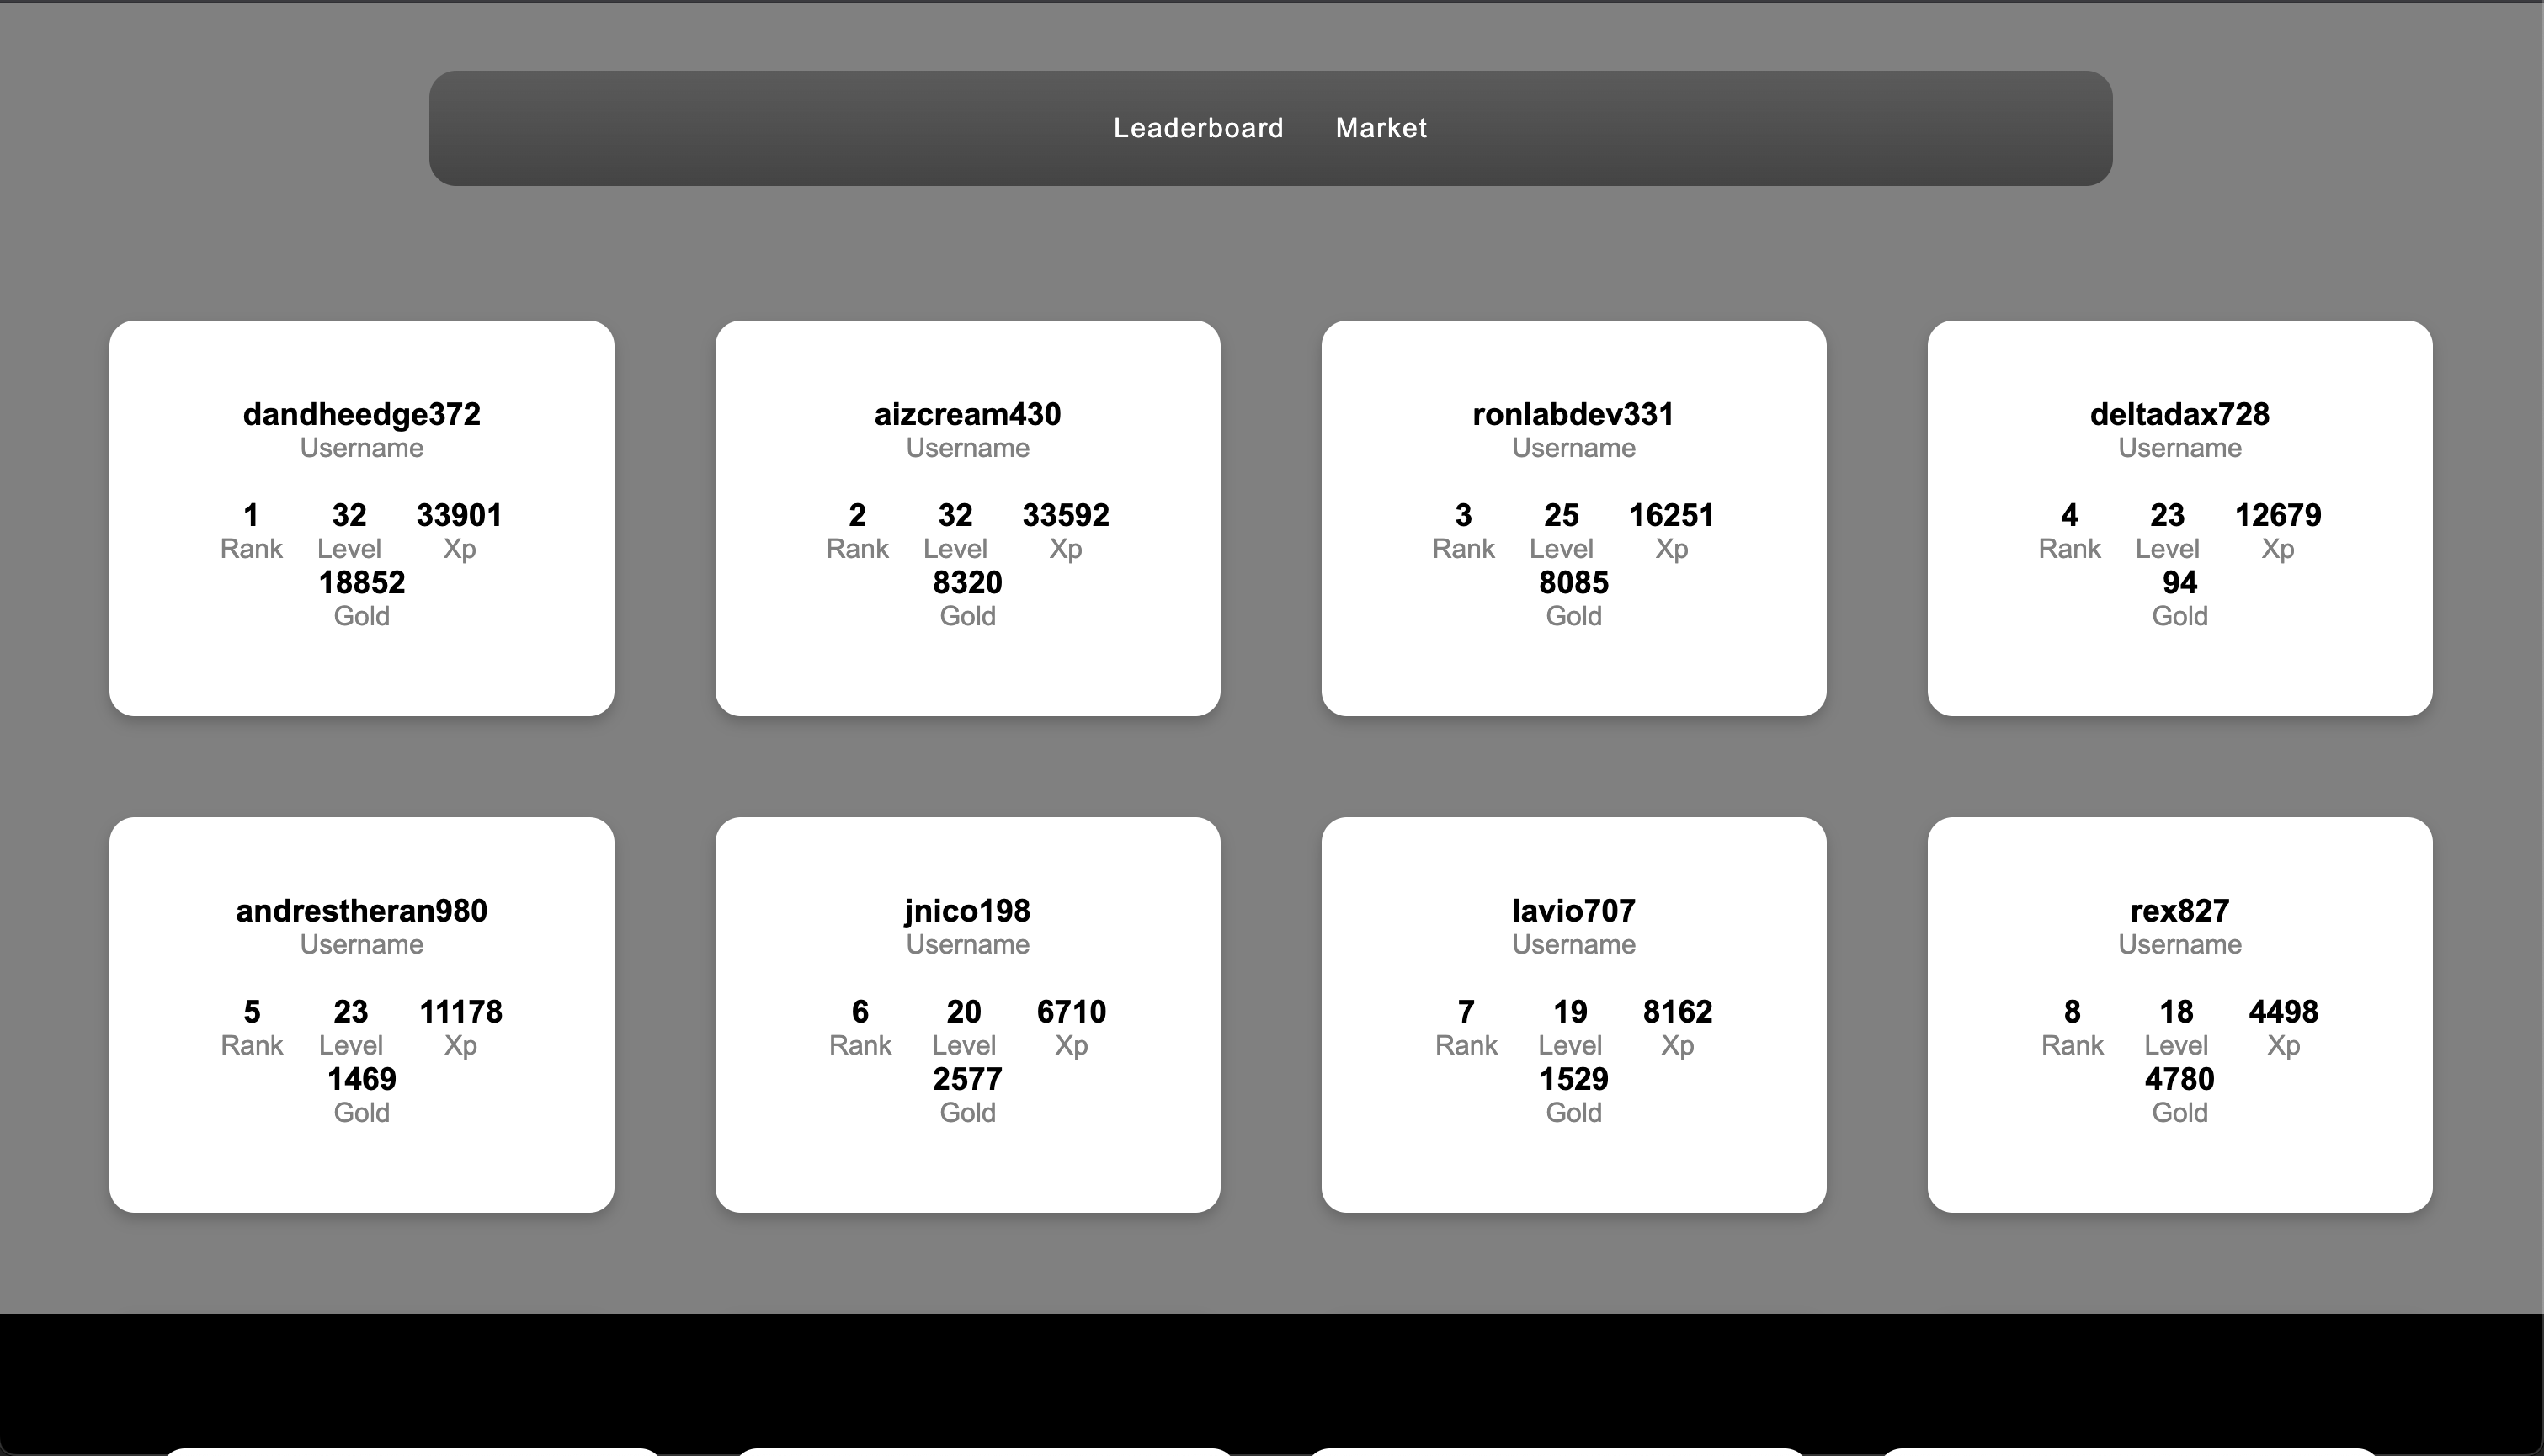 Leaderboard Market
dandheedge372
Username
1 32 33901
Rank Level Xp
18852
Gold
aizcream430
Username
2 32 33592
Rank Level Xp
8320
Gold
ronlabdev331
Username
3 25 16251
Rank Level Xp
8085
Gold
deltadax728
Username
4 23 12679
Rank Level Xp
94
Gold
andrestheran980
Username
5 23 11178
Rank Level Xp
1469
Gold
jnico198
Username
6 20 6710
Rank Level Xp
2577
Gold
lavio707
Username
7 19 8162
Rank Level Xp
1529
Gold
rex827
Username
8 18 4498
Rank Level Xp
4780
Gold